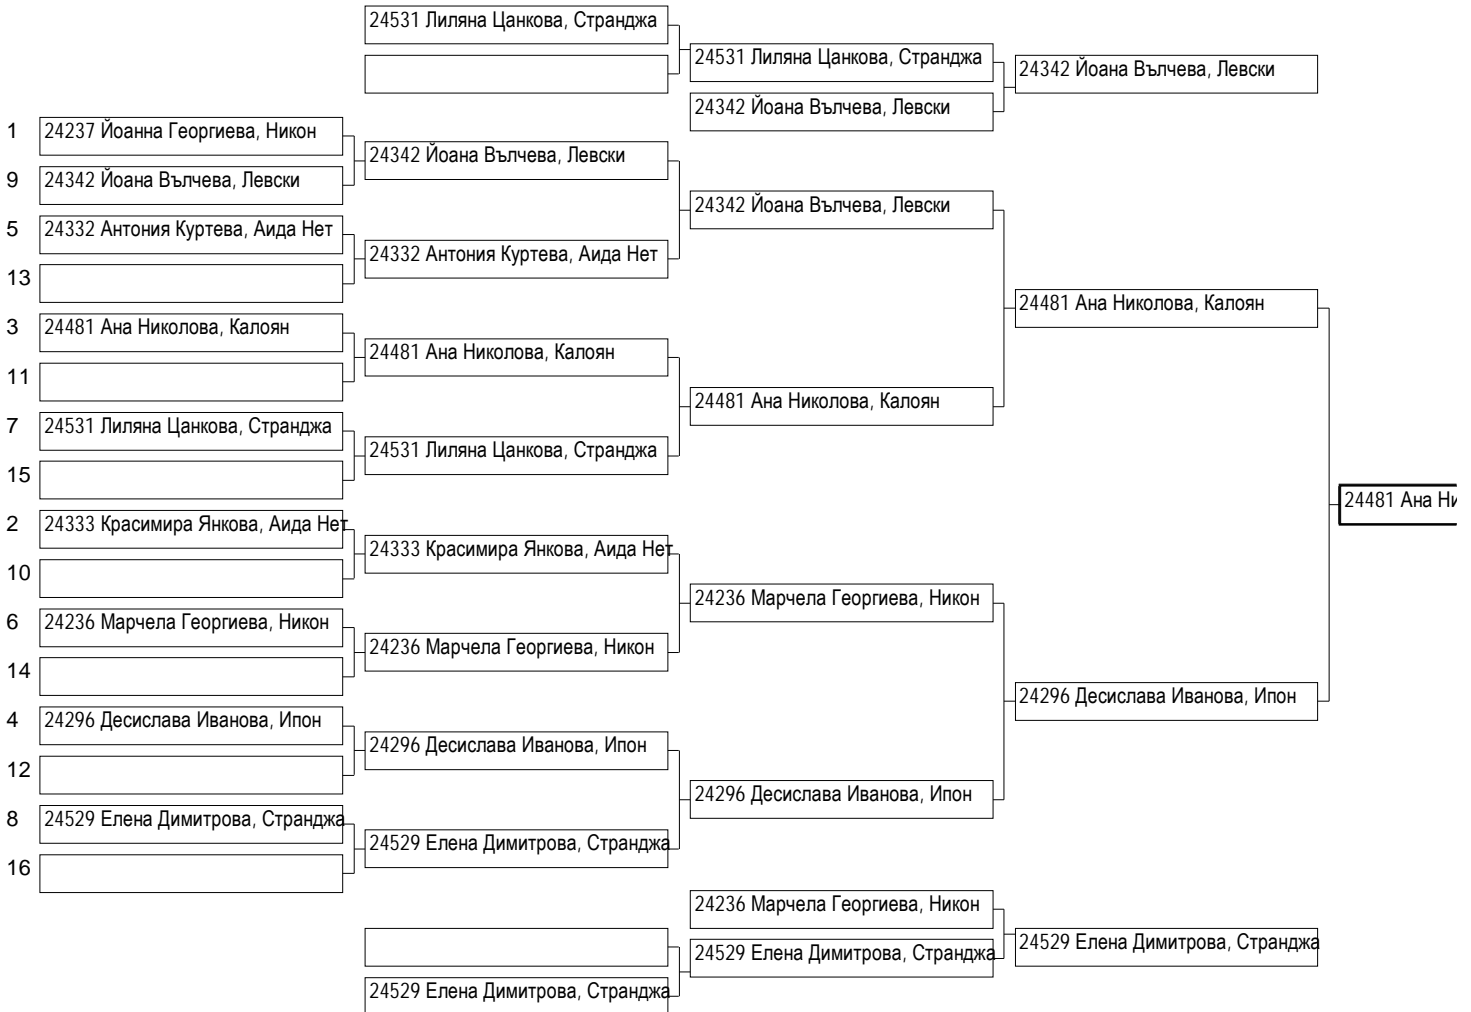 24531 Лиляна Цанкова, Странджа
24531 Лиляна Цанкова, Странджа
24342 Йоана Вълчева, Левски
24342 Йоана Вълчева, Левски
1 24237 Йоанна Георгиева, Никон
24342 Йоана Вълчева, Левски
9 24342 Йоана Вълчева, Левски
24342 Йоана Вълчева, Левски
5 24332 Антония Куртева, Аида Нет
24332 Антония Куртева, Аида Нет
13
24481 Ана Николова, Калоян
3 24481 Ана Николова, Калоян
24481 Ана Николова, Калоян
11
24481 Ана Николова, Калоян
7 24531 Лиляна Цанкова, Странджа
24531 Лиляна Цанкова, Странджа
15
24481 Ана Ни
2 24333 Красимира Янкова, Аида Нет
24333 Красимира Янкова, Аида Нет
10
24236 Марчела Георгиева, Никон
6 24236 Марчела Георгиева, Никон
24236 Марчела Георгиева, Никон
14
24296 Десислава Иванова, Ипон
4 24296 Десислава Иванова, Ипон
24296 Десислава Иванова, Ипон
12
24296 Десислава Иванова, Ипон
8 24529 Елена Димитрова, Странджа
24529 Елена Димитрова, Странджа
16
24236 Марчела Георгиева, Никон
24529 Елена Димитрова, Странджа
24529 Елена Димитрова, Странджа
24529 Елена Димитрова, Странджа